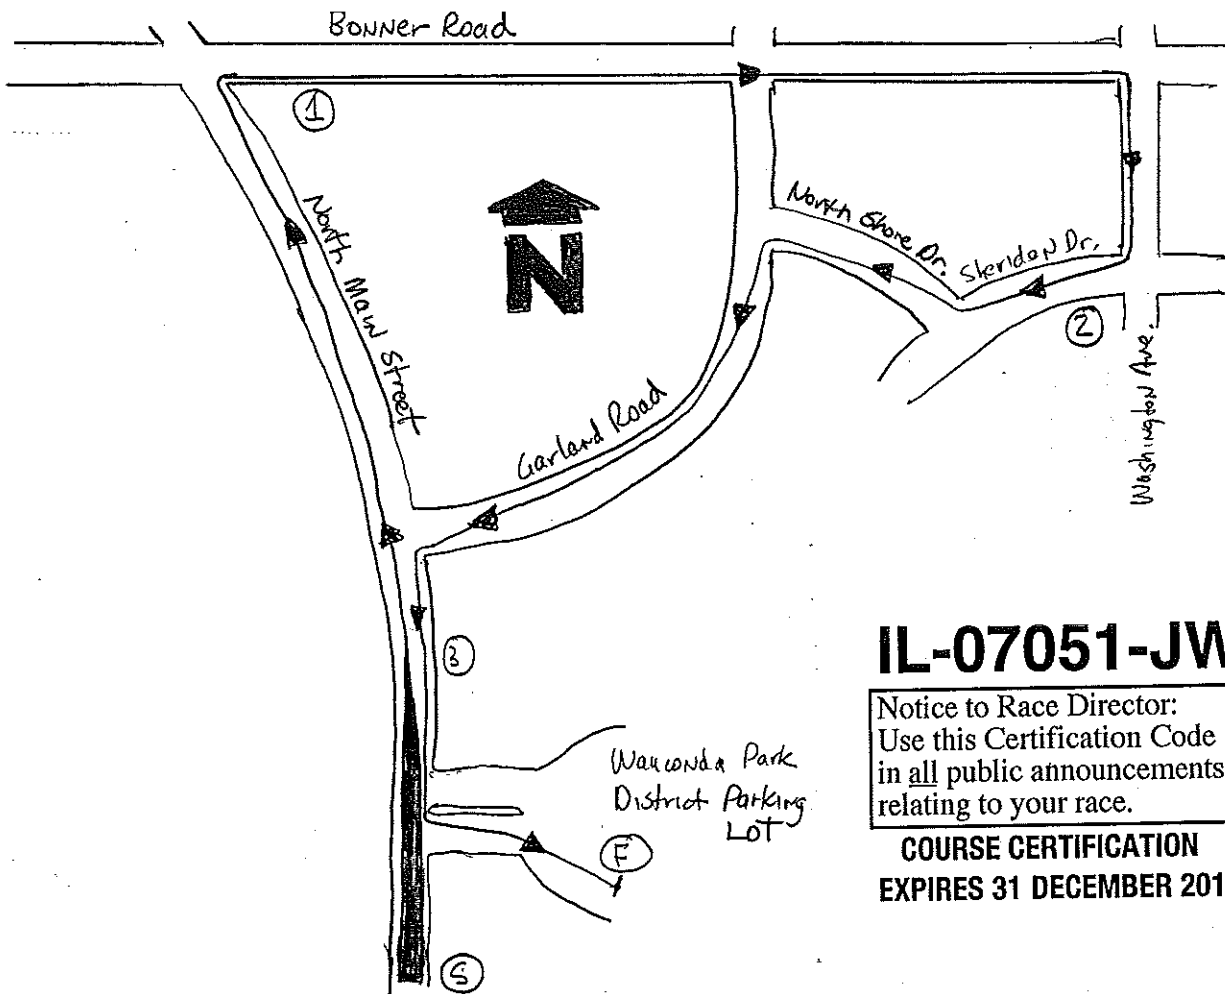 Bonner Road
1
N
North Main Street
North Shore Dr.
Sheridon Dr.
2
Washington Ave.
Garland Road
3
Wauconda Park
District Parking
Lot
F
S
IL-07051-JW
Notice to Race Director:
Use this Certification Code
in all public announcements
relating to your race.
COURSE CERTIFICATION
EXPIRES 31 DECEMBER 201